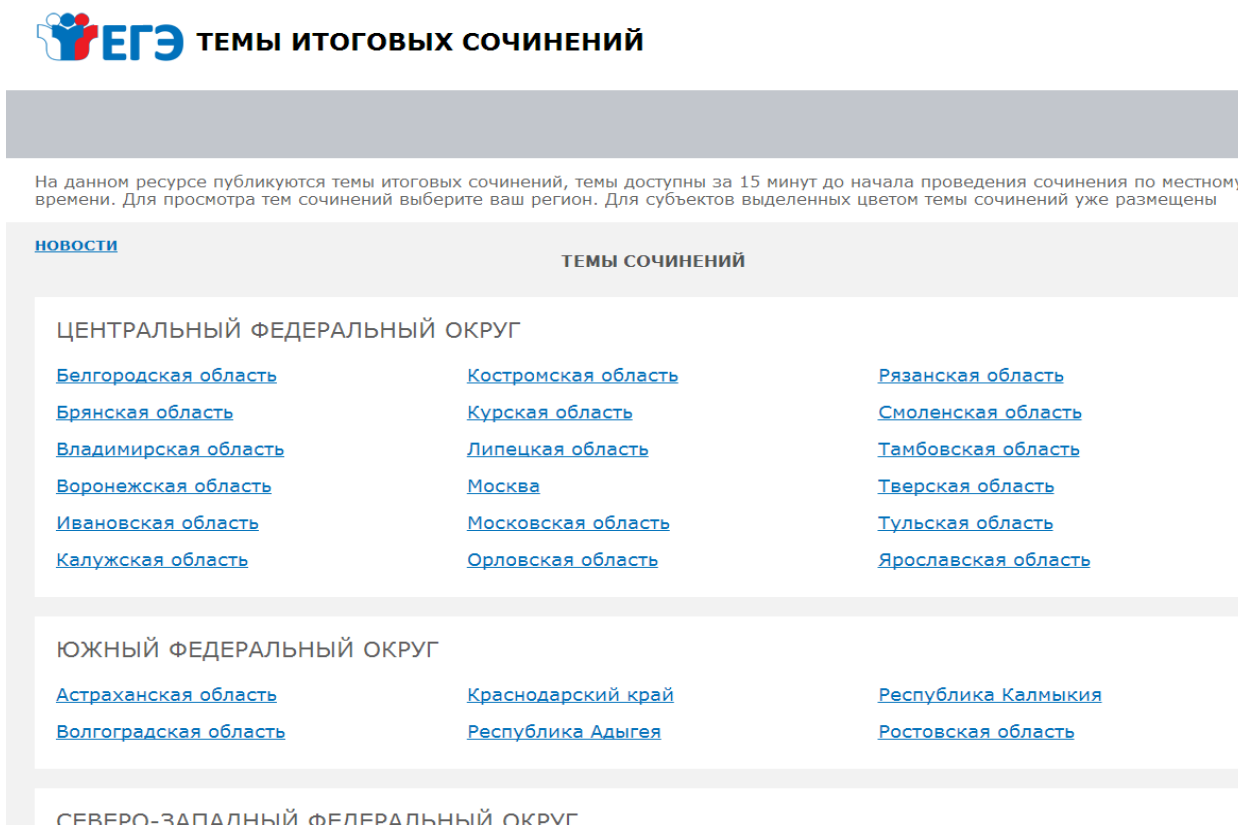 ЕГЭ ТЕМЫ ИТОГОВЫХ СОЧИНЕНИЙ
На данном ресурсе публикуются темы итоговых сочинений, темы доступны за 15 минут до начала проведения сочинения по местному
времени. Для просмотра тем сочинений выберите ваш регион. Для субъектов выделенных цветом темы сочинений уже размещены
НОВОСТИ
ТЕМЫ СОЧИНЕНИЙ
ЦЕНТРАЛЬНЫЙ ФЕДЕРАЛЬНЫЙ ОКРУГ
Белгородская область Костромская область Рязанская область
Брянская область Курская область Смоленская область
Владимирская область Липецкая область Тамбовская область
Воронежская область Москва Тверская область
Ивановская область Московская область Тульская область
Калужская область Орловская область Ярославская область
ЮЖНЫЙ ФЕДЕРАЛЬНЫЙ ОКРУГ
Астраханская область Краснодарский край Республика Калмыкия
Волгоградская область Республика Адыгея Ростовская область
СЕВЕРО-ЗАПАДНЫЙ ФЕДЕРАЛЬНЫЙ ОКРУГ